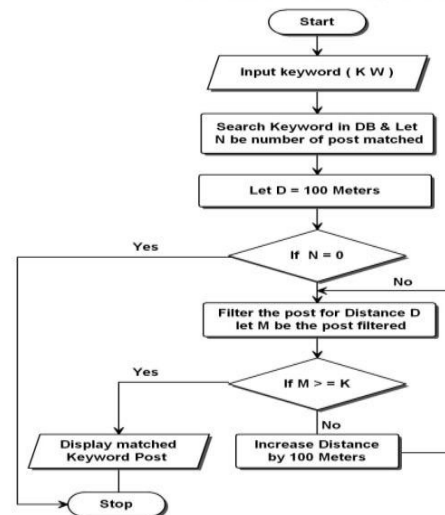 Start
Input keyword ( K W )
Search Keyword in DB & Let
N be number of post matched
Let D = 100 Meters
Yes
If N = 0
No
Filter the post for Distance D
let M be the post filtered
Yes
If M > = K
No
Display matched
Keyword Post
Increase Distance
by 100 Meters
Stop